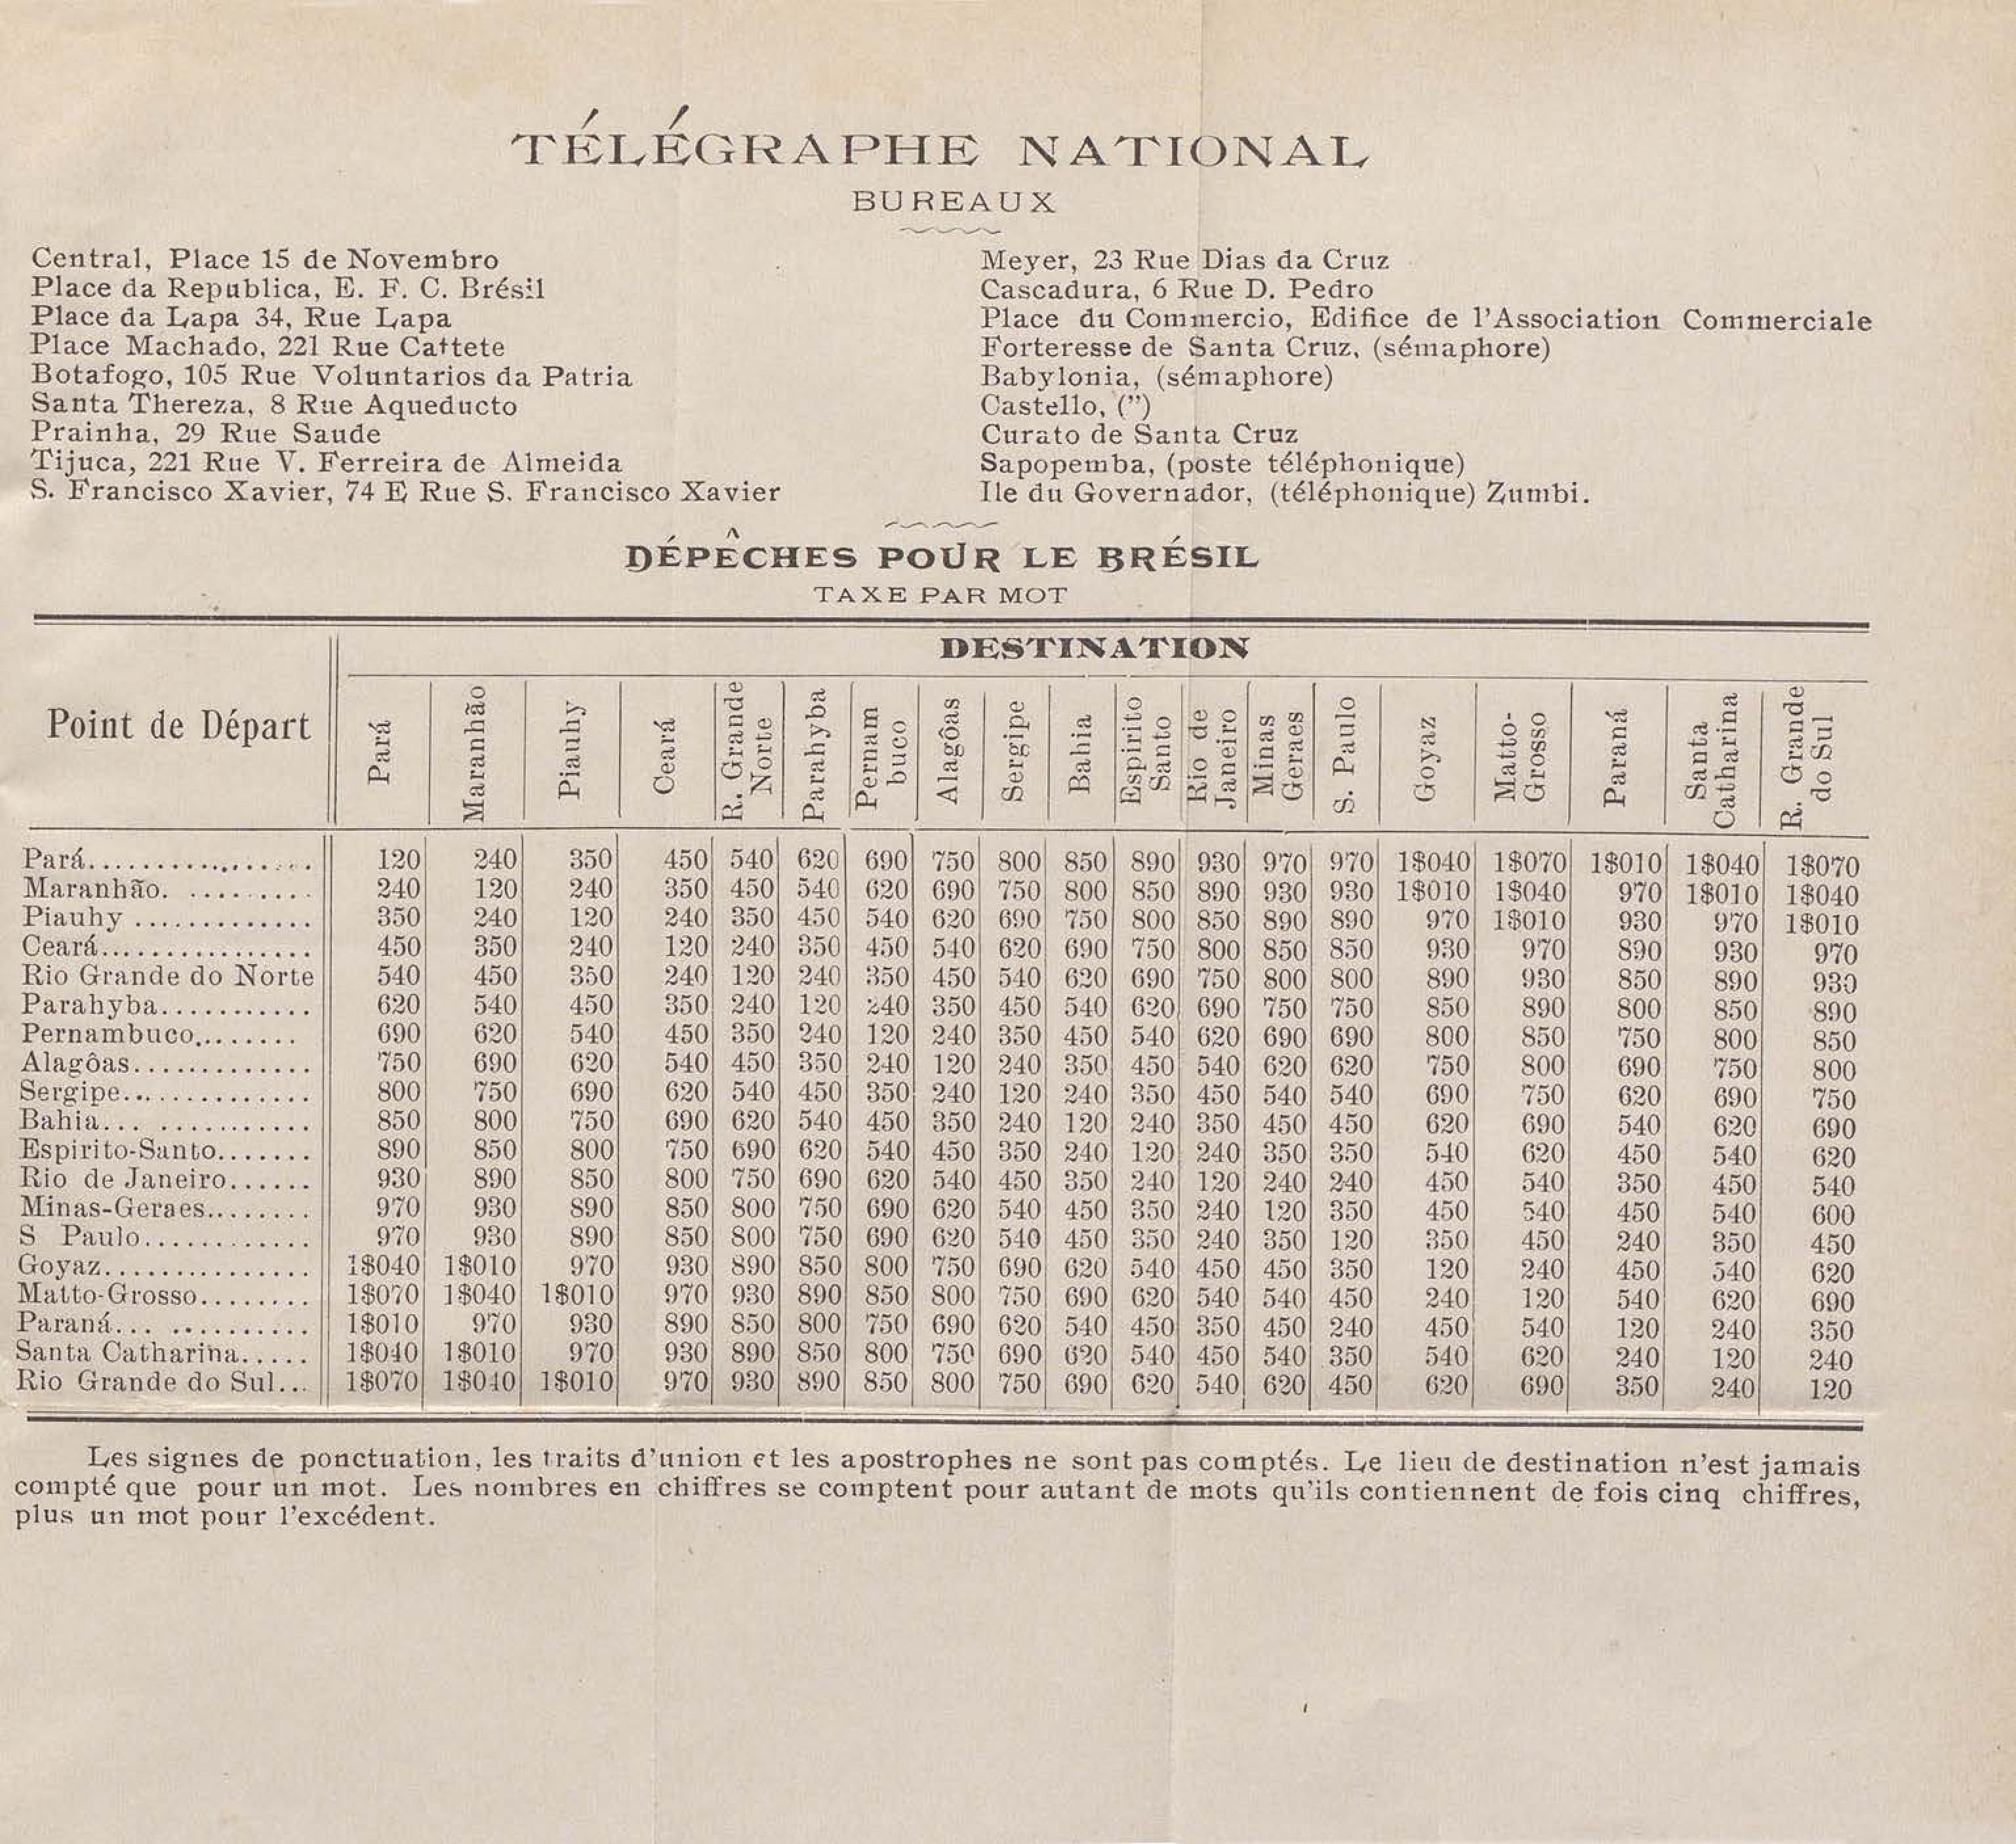 TÉLÉGRAPHE NATIONAL
BUREAUX
Central, Place 15 de Novembro
Place da Republica, E. F. C. Brésil
Place da Lapa 34, Rue Lapa
Place Machado, 221 Rue Cattete
Botafogo, 105 Rue Voluntarios da Patria
Santa Thereza, 8 Rue Aqueducto
Prainha, 29 Rue Saude
Tijuca, 221 Rue V. Ferreira de Almeida
S. Francisco Xavier, 74 E Rue S. Francisco Xavier
Meyer, 23 Rue Dias da Cruz
Cascadura, 6 Rue D. Pedro
Place du Commercio, Edifice de l'Association Commerciale
Forteresse de Santa Cruz, (sémaphore)
Babylonia, (sémaphore)
Castello, (")
Curato de Santa Cruz
Sapopemba, (poste téléphonique)
Ile du Governador, (téléphonique) Zumbi.
DÉPÊCHES POUR LE BRÉSIL
TAXE PAR MOT
DESTINATION
Point de Départ Pará Maranhão Piauhy Ceará R. Grande Norte Parahyba Pernam buco Alagôas Sergipe Bahia Espirito Santo Rio de Janeiro Minas Geraes S. Paulo Goyaz Matto-Grosso Paraná Santa Catharina R. Grande do Sul
Pará................. 120 240 350 450 540 620 690 750 800 850 890 930 970 970 1$040 1$070 1$010 1$040 1$070
Maranhão. ......... 240 120 240 350 450 540 620 690 750 800 850 890 930 930 1$010 1$040 970 1$010 1$040
Piauhy ............. 350 240 120 240 350 450 540 620 690 750 800 850 890 890 970 1$010 930 970 1$010
Ceará................ 450 350 240 120 240 350 450 540 620 690 750 800 850 850 930 970 890 930 970
Rio Grande do Norte 540 450 350 240 120 240 350 450 540 620 690 750 800 800 890 930 850 890 930
Parahyba........... 620 540 450 350 240 120 240 350 450 540 620 690 750 750 850 890 800 850 890
Pernambuco........ 690 620 540 450 350 240 120 240 350 450 540 620 690 690 800 850 750 800 850
Alagôas............. 750 690 620 540 450 350 240 120 240 350 450 540 620 620 750 800 690 750 800
Sergipe.............. 800 750 690 620 540 450 350 240 120 240 350 450 540 540 690 750 620 690 750
Bahia... ........... 850 800 750 690 620 540 450 350 240 120 240 350 450 450 620 690 540 620 690
Espirito-Santo....... 890 850 800 750 690 620 540 450 350 240 120 240 350 350 540 620 450 540 620
Rio de Janeiro...... 930 890 850 800 750 690 620 540 450 350 240 120 240 240 450 540 350 450 540
Minas-Geraes........ 970 930 890 850 800 750 690 620 540 450 350 240 120 350 450 540 450 540 600
S Paulo............ 970 930 890 850 800 750 690 620 540 450 350 240 350 120 350 450 240 350 450
Goyaz............... 1$040 1$010 970 930 890 850 800 750 690 620 540 450 450 350 120 240 450 540 620
Matto-Grosso........ 1$070 1$040 1$010 970 930 890 850 800 750 690 620 540 540 450 240 120 540 620 690
Paraná... .......... 1$010 970 930 890 850 800 750 690 620 540 450 350 450 240 450 540 120 240 350
Santa Catharina..... 1$040 1$010 970 930 890 850 800 750 690 620 540 450 540 350 540 620 240 120 240
Rio Grande do Sul... 1$070 1$040 1$010 970 930 890 850 800 750 690 620 540 620 450 620 690 350 240 120
Les signes de ponctuation, les traits d'union et les apostrophes ne sont pas comptés. Le lieu de destination n'est jamais
compté que pour un mot. Les nombres en chiffres se comptent pour autant de mots qu'ils contiennent de fois cinq chiffres,
plus un mot pour l'excédent.